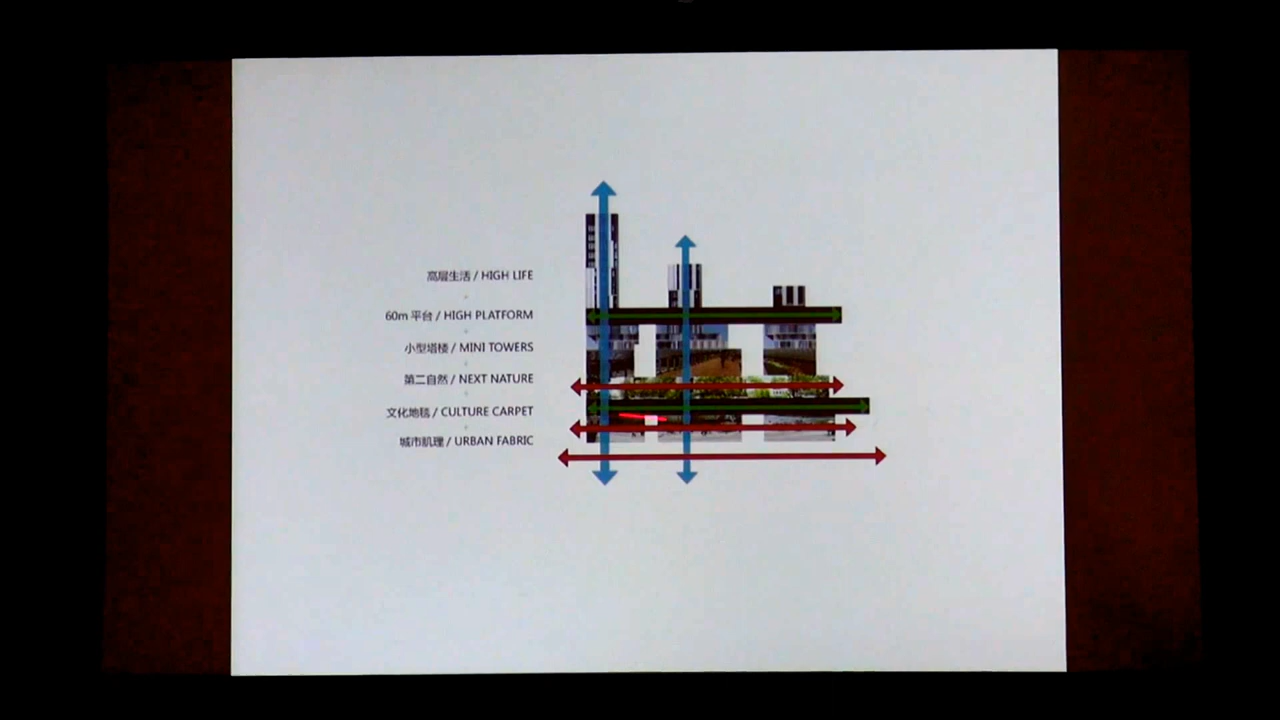 高层生活 / HIGH LIFE
60m 平台 / HIGH PLATFORM
小型塔楼 / MINI TOWERS
第二自然 / NEXT NATURE
文化地毯 / CULTURE CARPET
城市肌理 / URBAN FABRIC